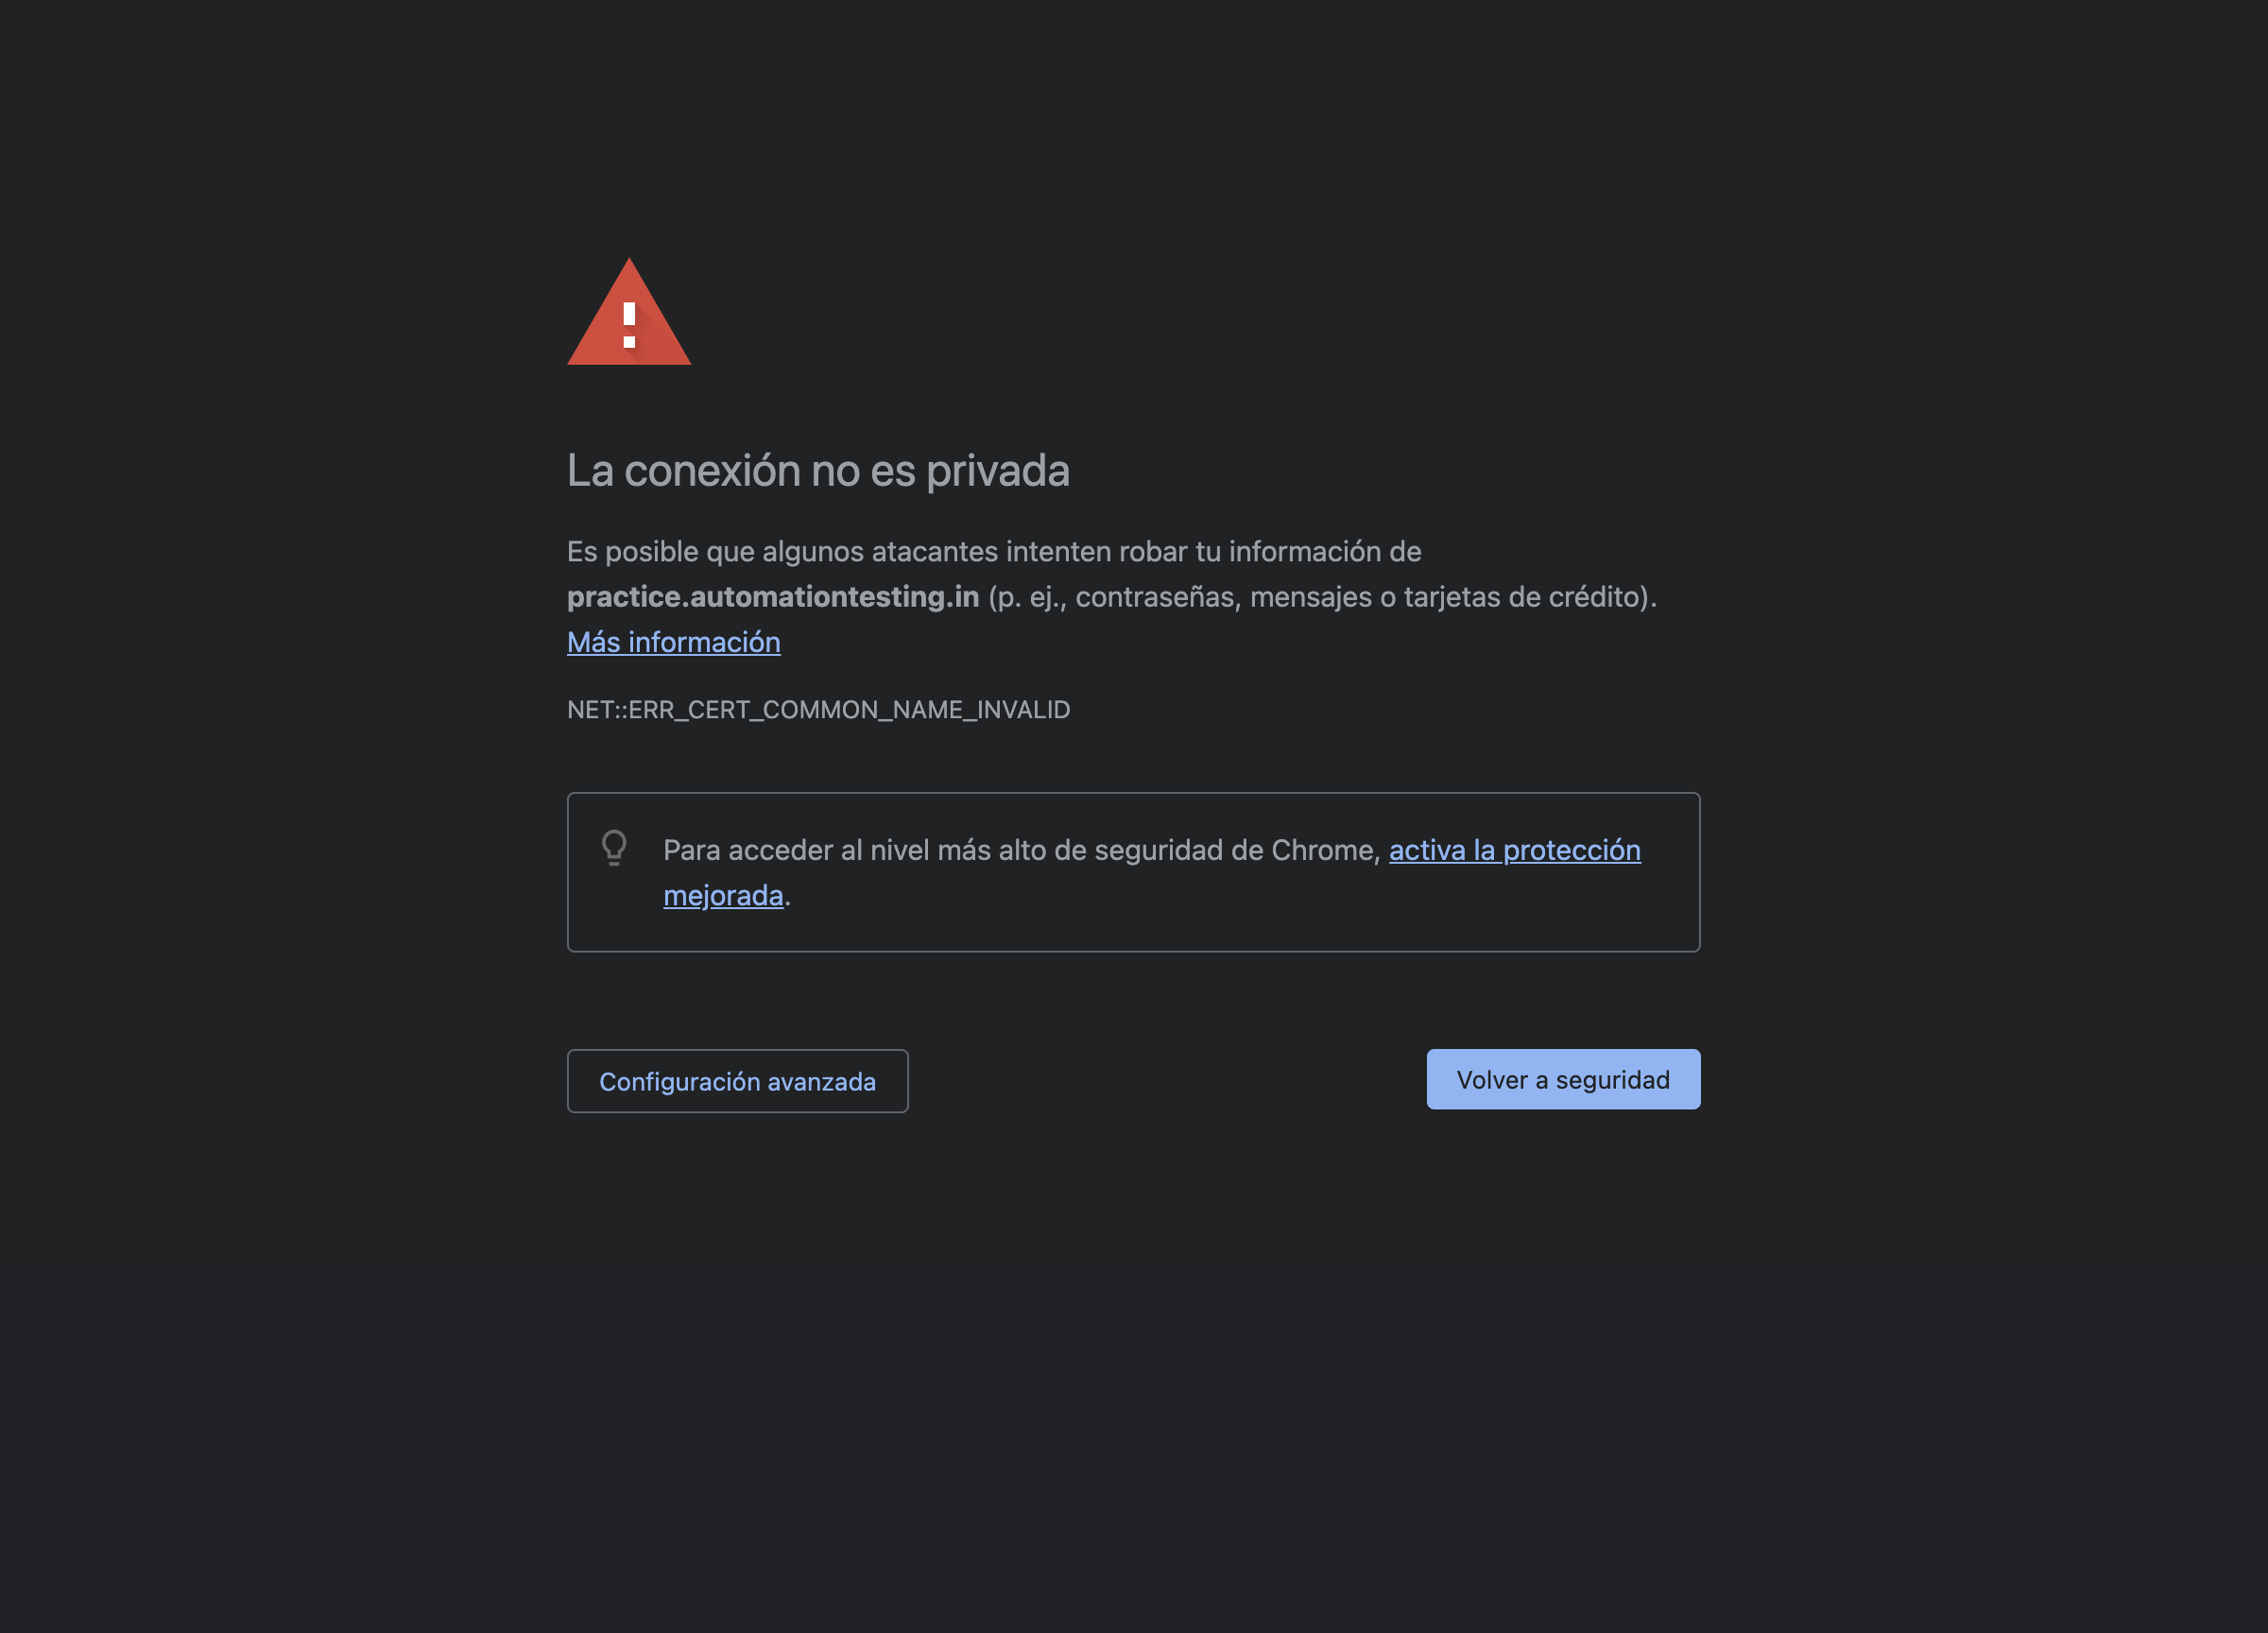 La conexión no es privada
Es posible que algunos atacantes intenten robar tu información de
practice.automationtesting.in (p. ej., contraseñas, mensajes o tarjetas de crédito).
Más información
NET::ERR_CERT_COMMON_NAME_INVALID
Para acceder al nivel más alto de seguridad de Chrome, activa la protección
mejorada.
Configuración avanzada
Volver a seguridad